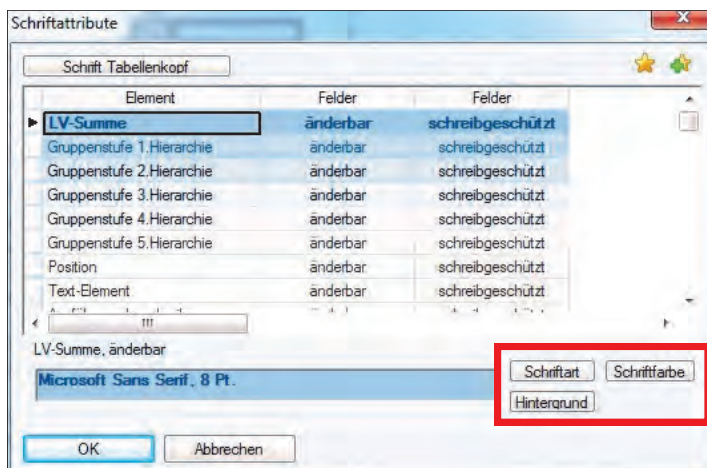 Schriftattribute
Schrift Tabellenkopf
Element Felder Felder
LV-Summe änderbar schreibgeschützt
Gruppenstufe 1.Hierarchie änderbar schreibgeschützt
Gruppenstufe 2.Hierarchie änderbar schreibgeschützt
Gruppenstufe 3.Hierarchie änderbar schreibgeschützt
Gruppenstufe 4.Hierarchie änderbar schreibgeschützt
Gruppenstufe 5.Hierarchie änderbar schreibgeschützt
Position änderbar schreibgeschützt
Text-Element änderbar schreibgeschützt
LV-Summe, änderbar
Microsoft Sans Serif, 8 Pt.
Schriftart Schriftfarbe
Hintergrund
OK Abbrechen